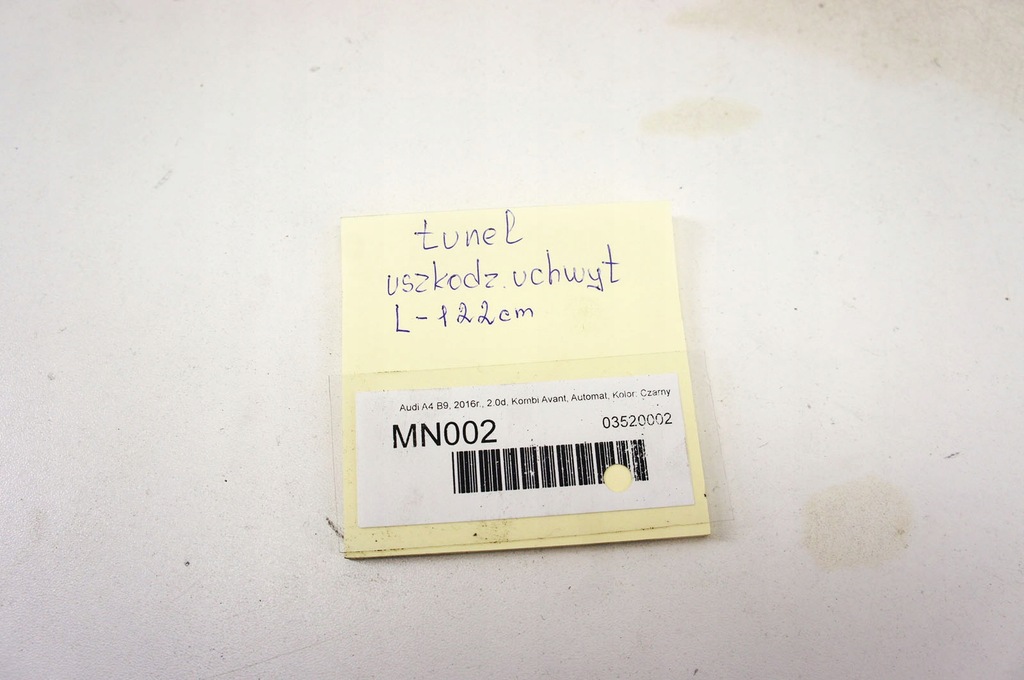 tunel
uszkodz. uchwyt
L-122cm
Audi A4 B9, 2016r., 2.0d, Kombi Avant, Automat, Kolor: Czarny
MN002
03520002